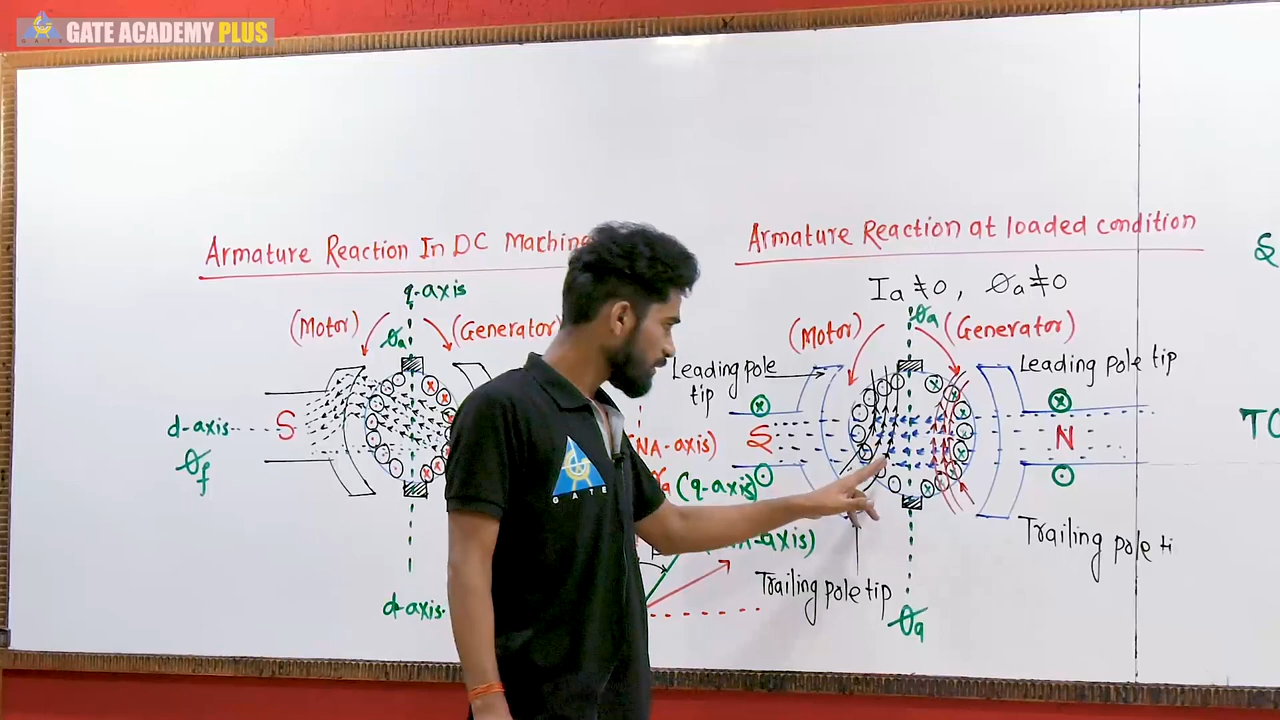 GATE ACADEMY PLUS
GATE
Armature Reaction In DC Machine
q-axis
(Motor)
Øa
(Generator)
d-axis
S
Øf
d-axis
GATE
(NA-axis)
(q-axis)
Armature Reaction at loaded condition
Ia ≠ 0, Øa ≠ 0
Øa
(Motor)
(Generator)
Leading pole
tip
Leading pole tip
S
N
Trailing pole ti
Trailing pole tip
Øa